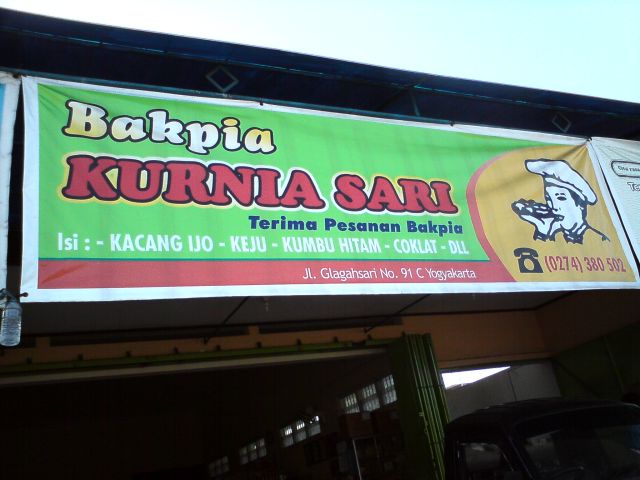 Bakpia
KURNIA SARI
Terima Pesanan Bakpia
Isi : - KACANG IJO - KEJU - KUMBU HITAM - COKLAT - DLL
Jl. Glagahsari No. 91 C Yogyakarta
(0274) 380 502